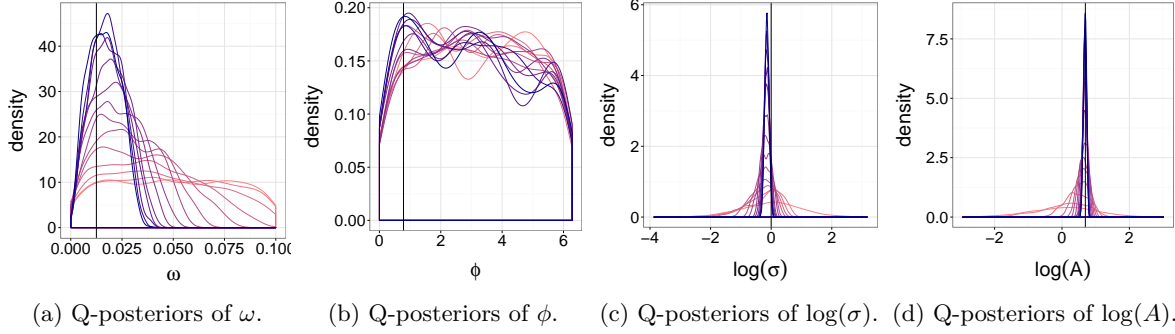 density
40
30
20
10
0
0.000
0.025
0.050
0.075
0.100
ω
(a) Q-posteriors of ω.
density
0.20
0.15
0.10
0.05
0.00
0
2
4
6
ϕ
(b) Q-posteriors of ϕ.
density
6
4
2
0
−4
−2
0
2
log(σ)
(c) Q-posteriors of log(σ).
density
7.5
5.0
2.5
0.0
−2
0
2
log(A)
(d) Q-posteriors of log(A).